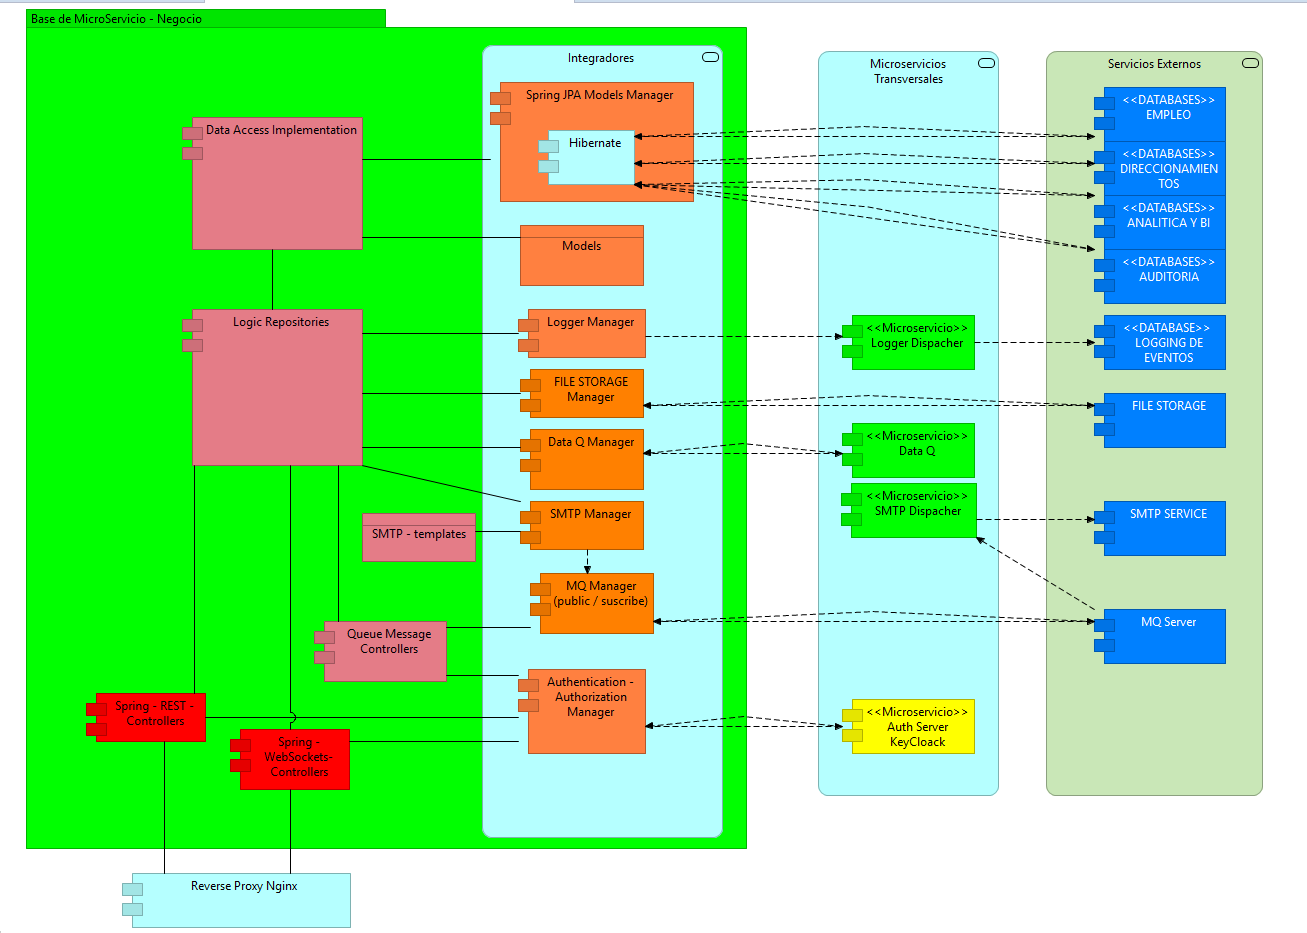 Base de MicroServicio - Negocio
Integradores
Spring JPA Models Manager
Hibernate
Data Access Implementation
Models
Logic Repositories
Logger Manager
FILE STORAGE
Manager
Data Q Manager
SMTP Manager
SMTP - templates
MQ Manager
(public / suscribe)
Queue Message
Controllers
Authentication -
Authorization
Manager
Spring - REST -
Controllers
Spring -
WebSockets-
Controllers
Reverse Proxy Nginx
Microservicios
Transversales
<<Microservicio>>
Logger Dispacher
<<Microservicio>>
Data Q
<<Microservicio>>
SMTP Dispacher
<<Microservicio>>
Auth Server
KeyCloack
Servicios Externos
<<DATABASES>>
EMPLEO
<<DATABASES>>
DIRECCIONAMIEN
TOS
<<DATABASES>>
ANALITICA Y BI
<<DATABASES>>
AUDITORIA
<<DATABASE>>
LOGGING DE
EVENTOS
FILE STORAGE
SMTP SERVICE
MQ Server